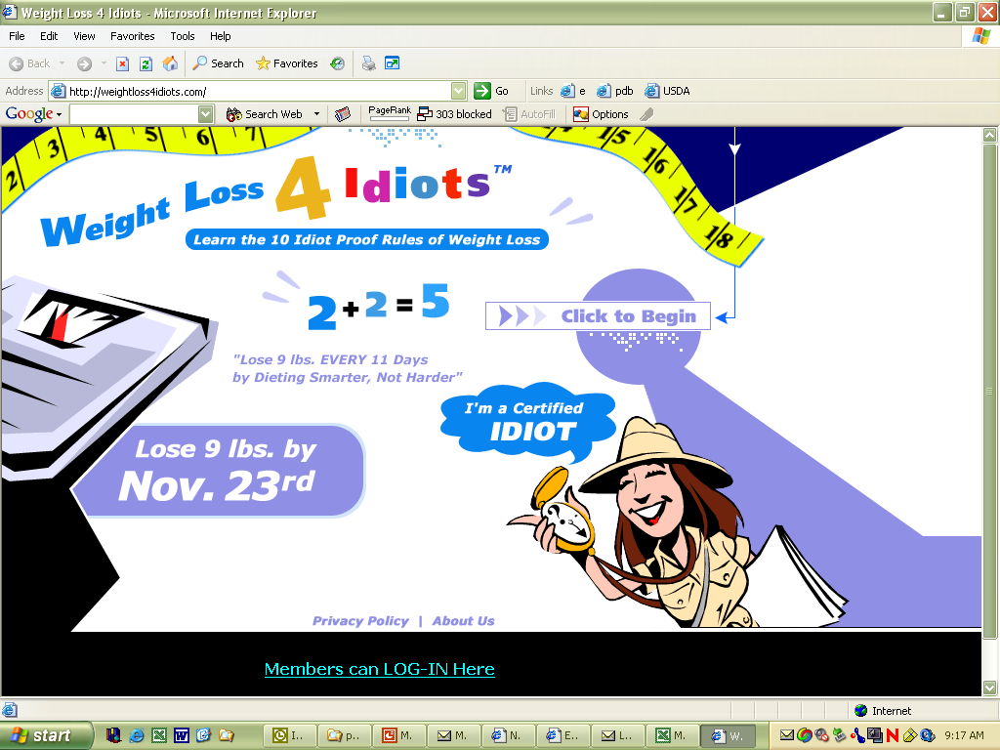 Weight Loss 4 Idiots - Microsoft Internet Explorer
File Edit View Favorites Tools Help
Back Search Favorites
Address http://weightloss4idiots.com/ Go Links e pdb USDA
Google Search Web PageRank 303 blocked AutoFill Options
2 3 4 5 6 7 15 16 17 18
Weight Loss 4 Idiots™
Learn the 10 Idiot Proof Rules of Weight Loss
2 + 2 = 5
Click to Begin
"Lose 9 lbs. EVERY 11 Days
by Dieting Smarter, Not Harder"
I'm a Certified
IDIOT
Lose 9 lbs. by
Nov. 23rd
Privacy Policy | About Us
Members can LOG-IN Here
Internet
start I... p... M... M... N... E... L... M... W... 9:17 AM